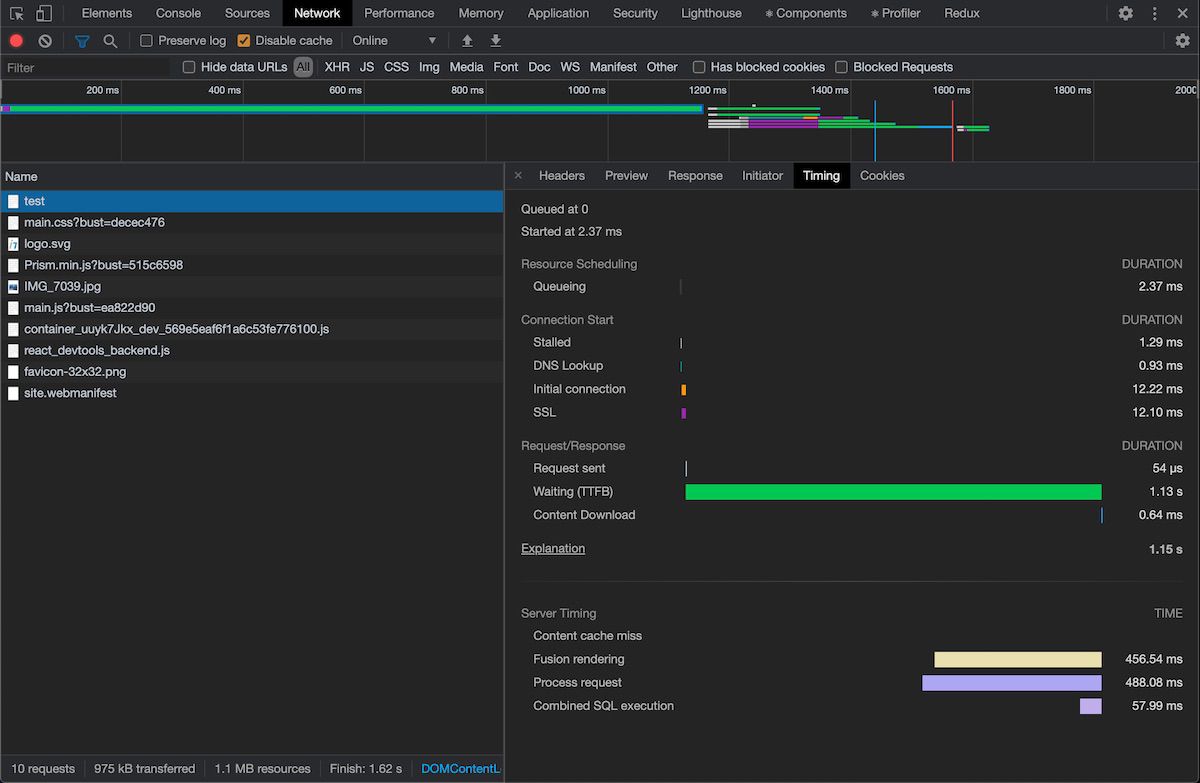 Elements Console Sources Network Performance Memory Application Security Lighthouse Components Profiler Redux
Preserve log Disable cache Online
Filter Hide data URLs All XHR JS CSS Img Media Font Doc WS Manifest Other Has blocked cookies Blocked Requests
200 ms 400 ms 600 ms 800 ms 1000 ms 1200 ms 1400 ms 1600 ms 1800 ms 2000
Name
test
main.css?bust=decec476
logo.svg
Prism.min.js?bust=515c6598
IMG_7039.jpg
main.js?bust=ea822d90
container_uuyk7Jkx_dev_569e5eaf6f1a6c53fe776100.js
react_devtools_backend.js
favicon-32x32.png
site.webmanifest
Headers Preview Response Initiator Timing Cookies
Queued at 0
Started at 2.37 ms
Resource Scheduling DURATION
Queueing 2.37 ms
Connection Start DURATION
Stalled 1.29 ms
DNS Lookup 0.93 ms
Initial connection 12.22 ms
SSL 12.10 ms
Request/Response DURATION
Request sent 54 μs
Waiting (TTFB) 1.13 s
Content Download 0.64 ms
Explanation 1.15 s
Server Timing TIME
Content cache miss
Fusion rendering 456.54 ms
Process request 488.08 ms
Combined SQL execution 57.99 ms
10 requests 975 kB transferred 1.1 MB resources Finish: 1.62 s DOMContentL